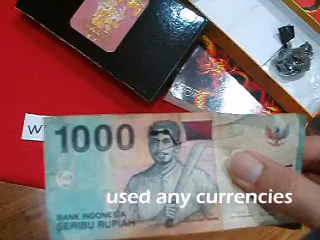 W
1000
used any currencies
BANK INDONESIA
SERIBU RUPIAH